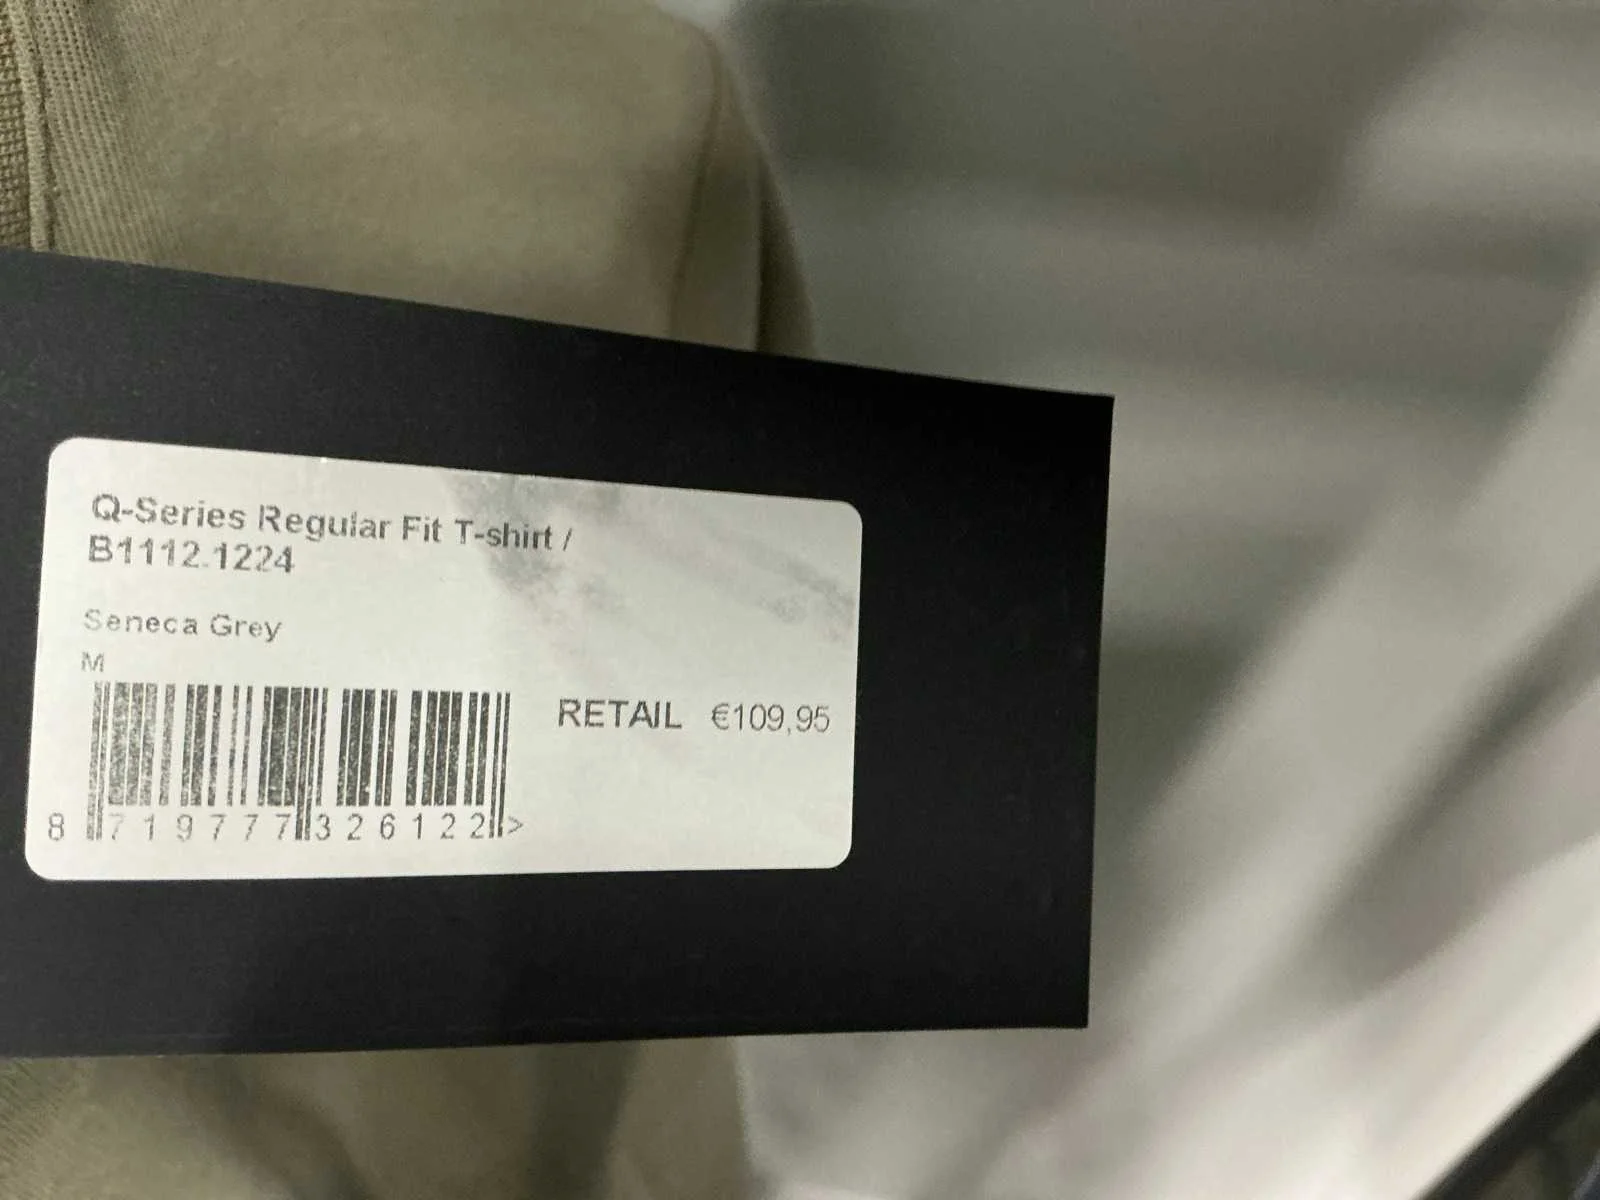 Q-Series Regular Fit T-shirt /
B1112.1224
Seneca Grey
M
RETAIL €109,95
8 719777 326122 >